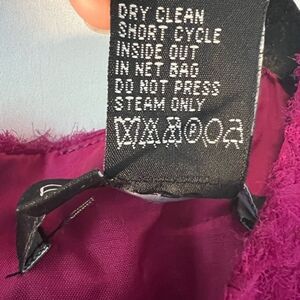 DRY CLEAN
SHORT CYCLE
INSIDE OUT
IN NET BAG
DO NOT PRESS
STEAM ONLY